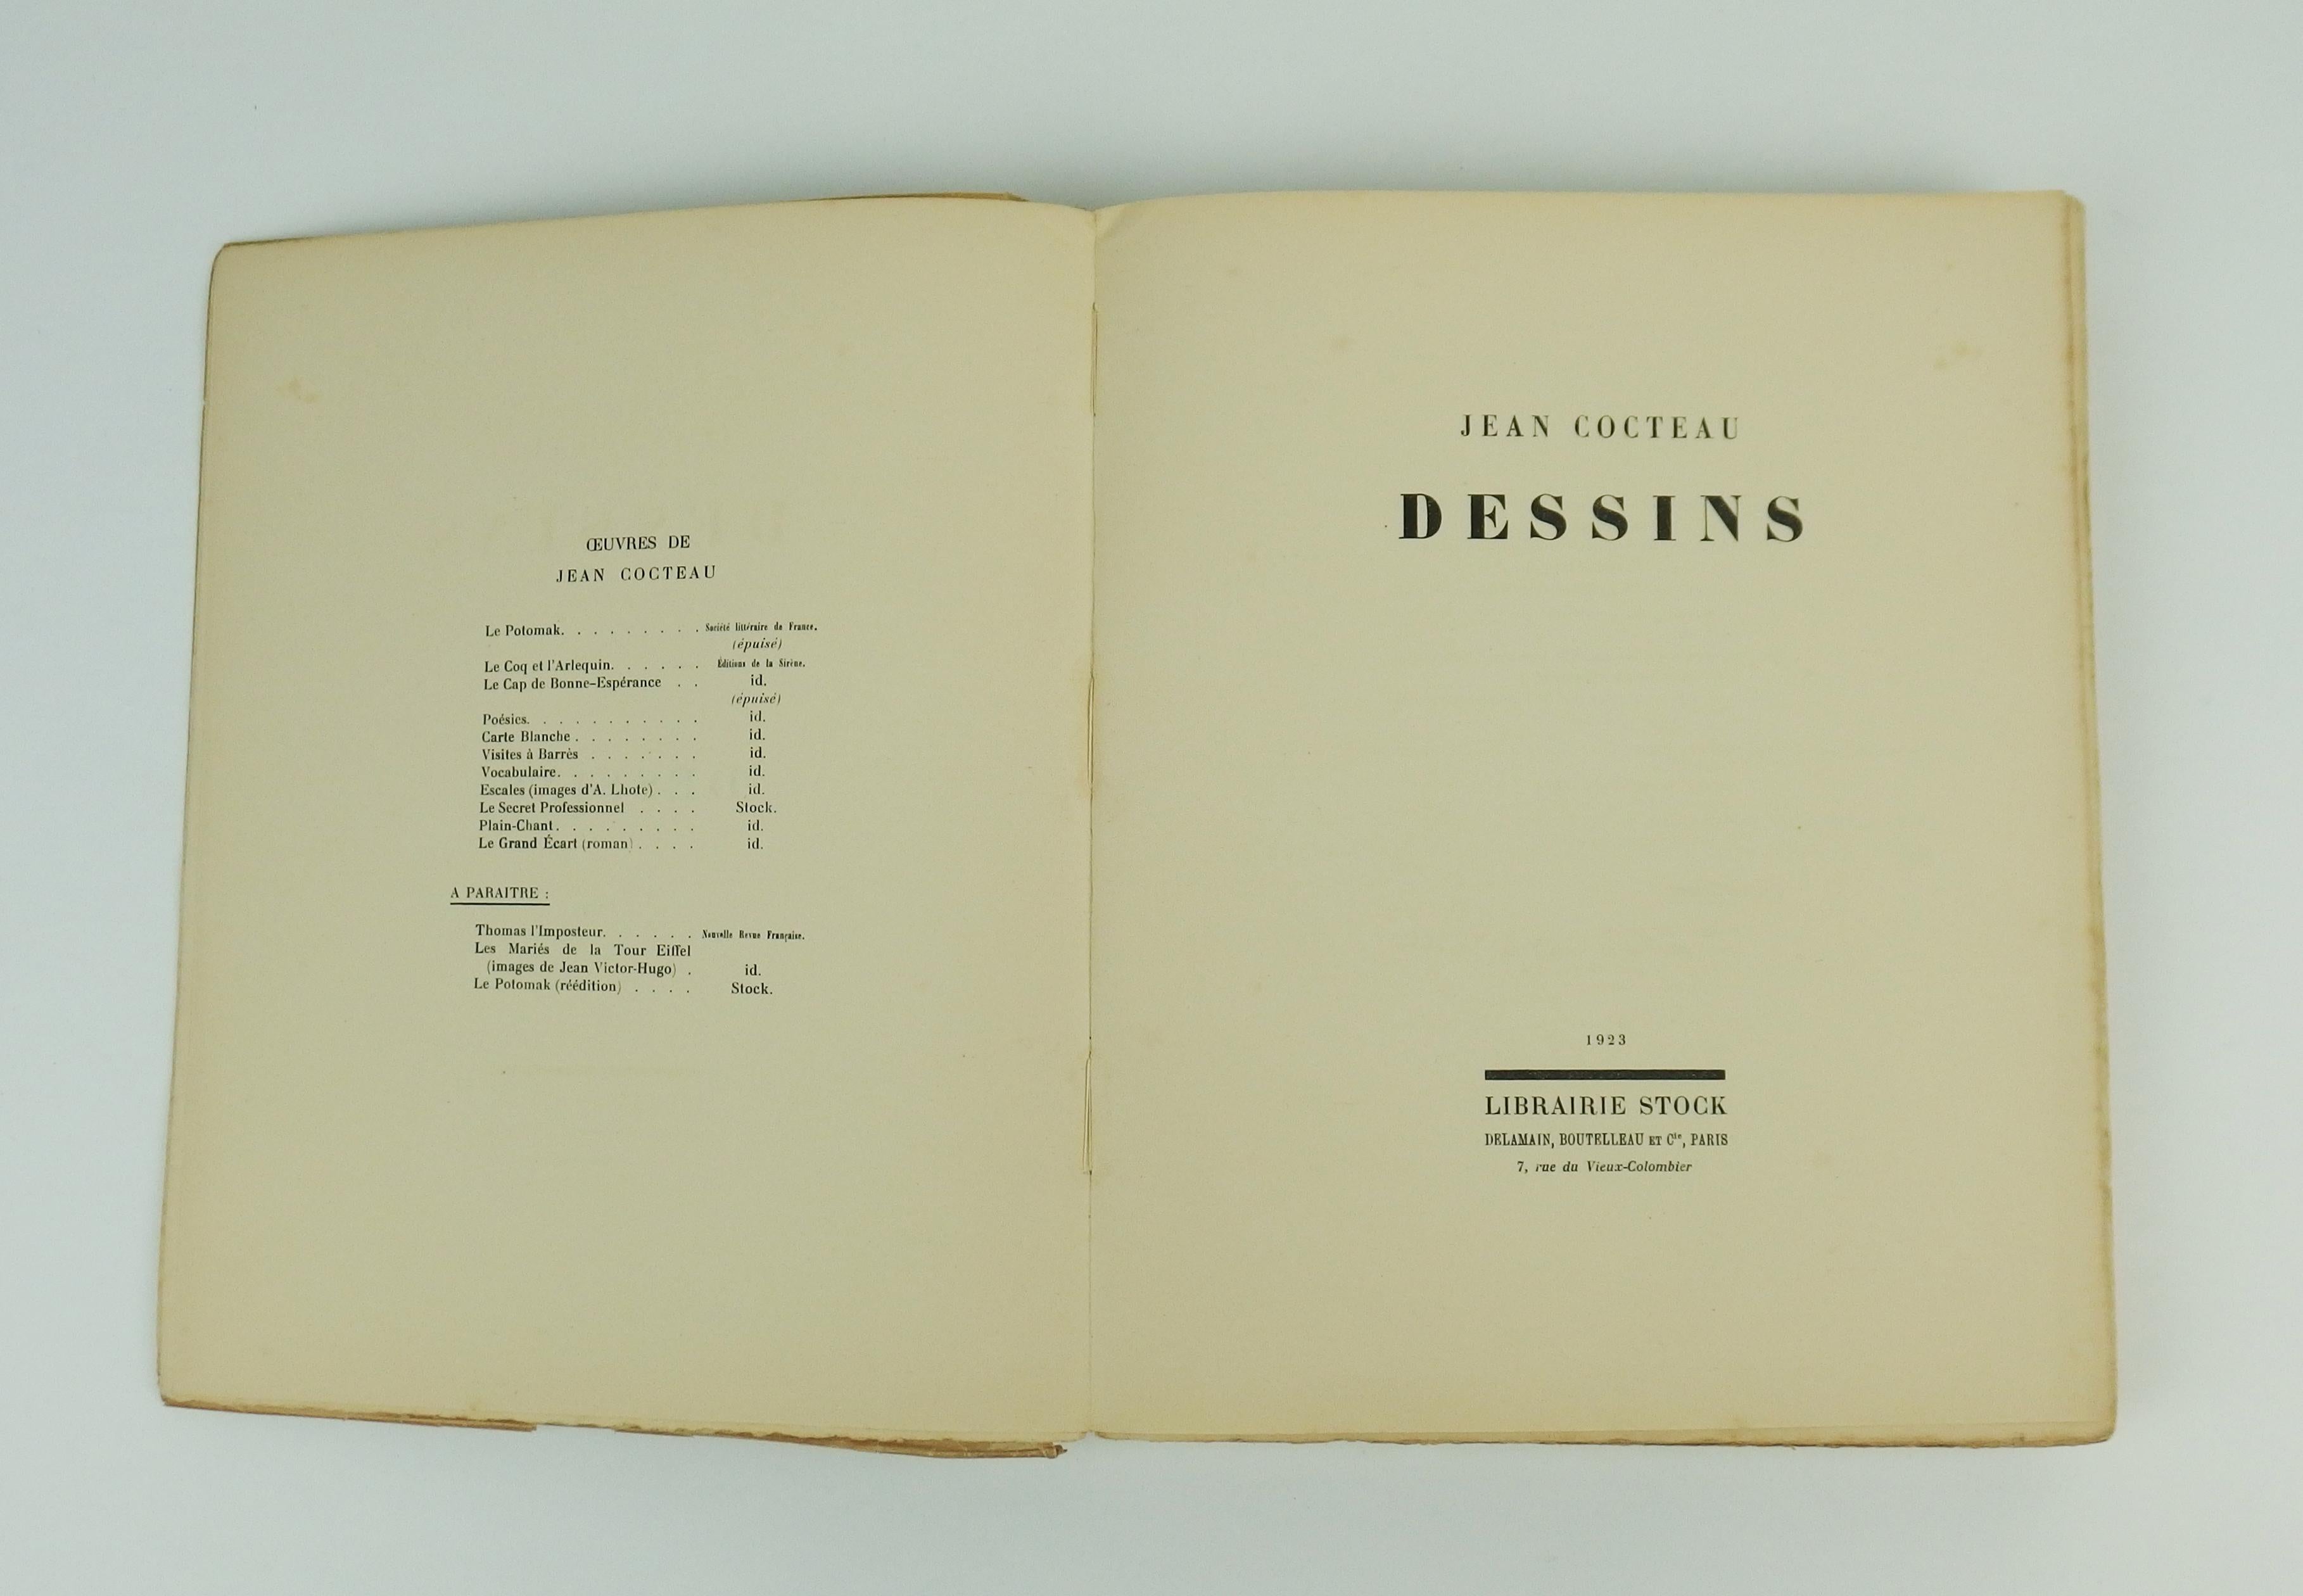 ŒUVRES DE
JEAN COCTEAU
Le Potomak. . . . . . . . . Société littéraire de France.
(épuisé)
Le Coq et l'Arlequin. . . . . . Éditions de la Sirène.
Le Cap de Bonne-Espérance . . id.
(épuisé)
Poésies. . . . . . . . . . . id.
Carte Blanche . . . . . . . . id.
Visites à Barrès . . . . . . . id.
Vocabulaire. . . . . . . . . id.
Escales (images d'A. Lhote) . . . id.
Le Secret Professionnel . . . . Stock.
Plain-Chant. . . . . . . . . id.
Le Grand Écart (roman) . . . . id.
A PARAITRE :
Thomas l'Imposteur. . . . . . Nouvelle Revue Française.
Les Mariés de la Tour Eiffel
(images de Jean Victor-Hugo) . id.
Le Potomak (réédition) . . . . Stock.
JEAN COCTEAU
DESSINS
1923
LIBRAIRIE STOCK
DELAMAIN, BOUTELLEAU ET Cie, PARIS
7, rue du Vieux-Colombier